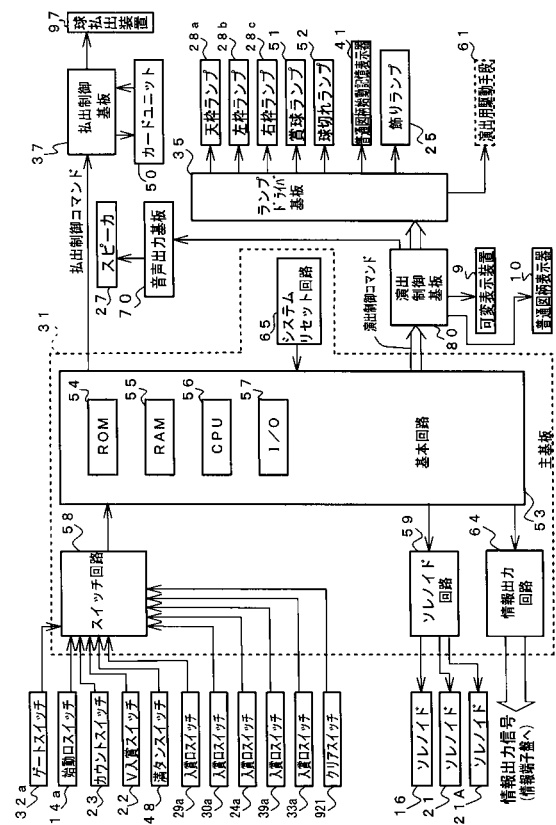 球払出装置
97
払出制御基板
37
カードユニット
50
払出制御コマンド
スピーカ
27
音声出力基板
70
天枠ランプ
28a
左枠ランプ
28b
右枠ランプ
28c
賞球ランプ
51
球切れランプ
52
普通図柄始動記憶表示器
41
飾りランプ
25
演出用駆動手段
61
35
ランプ
ドライバ
基板
31
システム
リセット回路
65
演出制御コマンド
演出
制御
基板
80
可変表示装置
9
普通図柄表示器
10
ROM
54
RAM
55
CPU
56
I/O
57
基本回路
53
主基板
スイッチ回路
58
ソレノイド
回路
59
情報出力
回路
64
ゲートスイッチ
32a
始動口スイッチ
14a
カウントスイッチ
23
V入賞スイッチ
22
満タンスイッチ
48
入賞口スイッチ
29a
入賞口スイッチ
30a
入賞口スイッチ
24a
入賞口スイッチ
39a
入賞口スイッチ
33a
クリアスイッチ
921
ソレノイド
16
ソレノイド
21
ソレノイド
21A
情報出力信号
(情報端子盤へ)